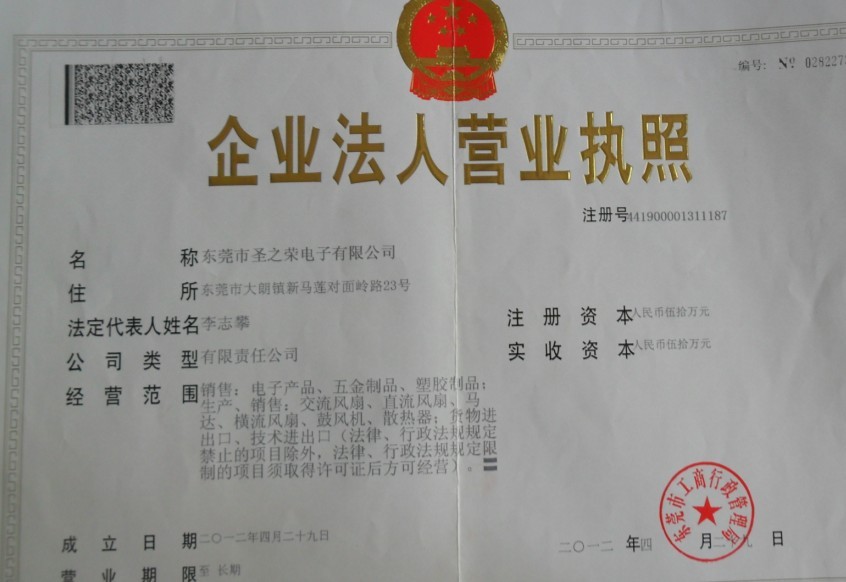 编号: № 028227
企业法人营业执照
注册号441900001311187
名 称 东莞市圣之荣电子有限公司
住 所 东莞市大朗镇新马莲对面岭路23号
法定代表人姓名 李志攀
注 册 资 本 人民币伍拾万元
公 司 类 型 有限责任公司
实 收 资 本 人民币伍拾万元
经 营 范 围 销售：电子产品、五金制品、塑胶制品；
生产、销售：交流风扇、直流风扇、马
达、横流风扇、鼓风机、散热器；货物进
出口、技术进出口（法律、行政法规规定
禁止的项目除外，法律、行政法规规定限
制的项目须取得许可证后方可经营）。
东莞市工商行政管理局
成 立 日 期 二〇一二年四月二十九日
二〇一二 年 四 月 二十九 日
营 业 期 限 至 长期